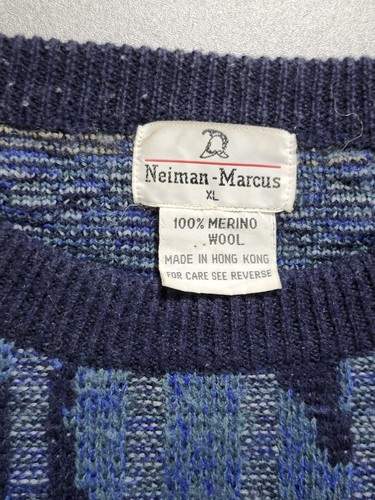 Neiman-Marcus
XL
100% MERINO
WOOL
MADE IN HONG KONG
FOR CARE SEE REVERSE